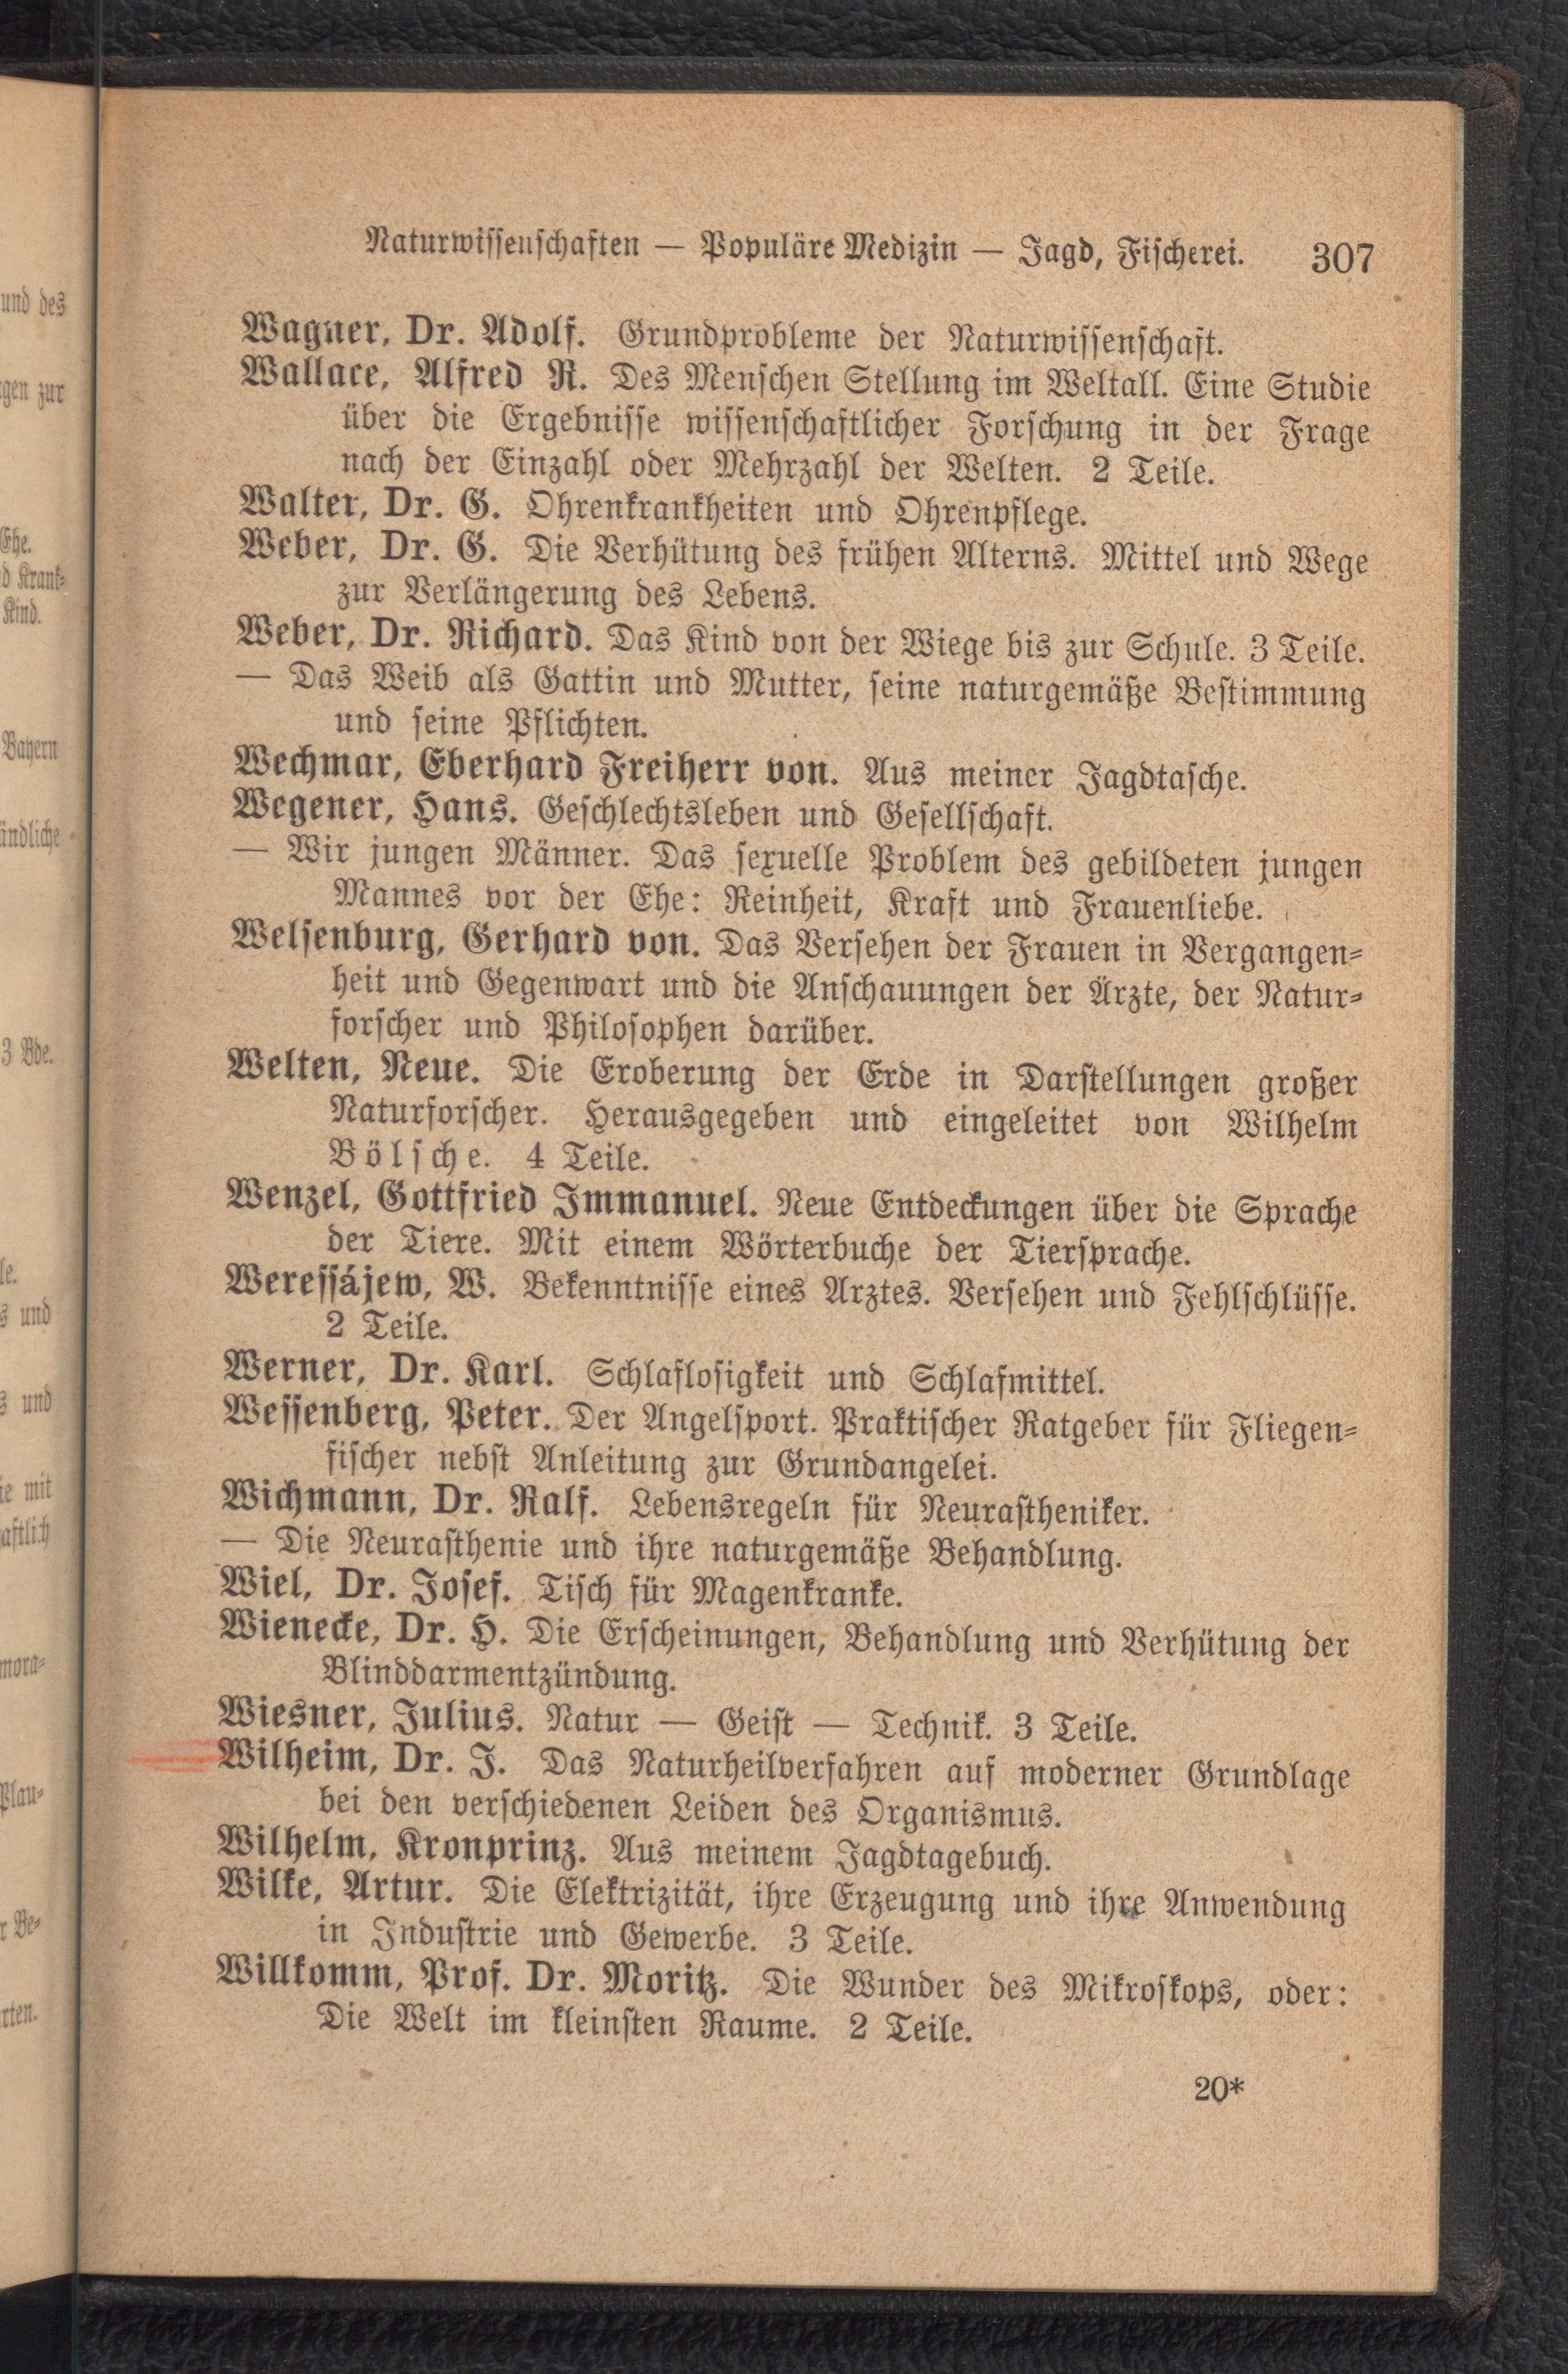 Naturwissenschaften — Populäre Medizin — Jagd, Fischerei. 307
Wagner, Dr. Adolf. Grundprobleme der Naturwissenschaft.
Wallace, Alfred R. Des Menschen Stellung im Weltall. Eine Studie
über die Ergebnisse wissenschaftlicher Forschung in der Frage
nach der Einzahl oder Mehrzahl der Welten. 2 Teile.
Walter, Dr. G. Ohrenkrankheiten und Ohrenpflege.
Weber, Dr. G. Die Verhütung des frühen Alterns. Mittel und Wege
zur Verlängerung des Lebens.
Weber, Dr. Richard. Das Kind von der Wiege bis zur Schule. 3 Teile.
— Das Weib als Gattin und Mutter, seine naturgemäße Bestimmung
und seine Pflichten.
Wechmar, Eberhard Freiherr von. Aus meiner Jagdtasche.
Wegener, Hans. Geschlechtsleben und Gesellschaft.
— Wir jungen Männer. Das sexuelle Problem des gebildeten jungen
Mannes vor der Ehe: Reinheit, Kraft und Frauenliebe.
Welsenburg, Gerhard von. Das Versehen der Frauen in Vergangen-
heit und Gegenwart und die Anschauungen der Ärzte, der Natur-
forscher und Philosophen darüber.
Welten, Neue. Die Eroberung der Erde in Darstellungen großer
Naturforscher. Herausgegeben und eingeleitet von Wilhelm
Bölsche. 4 Teile.
Wenzel, Gottfried Immanuel. Neue Entdeckungen über die Sprache
der Tiere. Mit einem Wörterbuche der Tiersprache.
Weressájew, W. Bekenntnisse eines Arztes. Versehen und Fehlschlüsse.
2 Teile.
Werner, Dr. Karl. Schlaflosigkeit und Schlafmittel.
Wessenberg, Peter. Der Angelsport. Praktischer Ratgeber für Fliegen-
fischer nebst Anleitung zur Grundangelei.
Wichmann, Dr. Ralf. Lebensregeln für Neurastheniker.
— Die Neurasthenie und ihre naturgemäße Behandlung.
Wiel, Dr. Josef. Tisch für Magenkranke.
Wienecke, Dr. H. Die Erscheinungen, Behandlung und Verhütung der
Blinddarmentzündung.
Wiesner, Julius. Natur — Geist — Technik. 3 Teile.
Wilheim, Dr. J. Das Naturheilverfahren auf moderner Grundlage
bei den verschiedenen Leiden des Organismus.
Wilhelm, Kronprinz. Aus meinem Jagdtagebuch.
Wilke, Artur. Die Elektrizität, ihre Erzeugung und ihre Anwendung
in Industrie und Gewerbe. 3 Teile.
Willkomm, Prof. Dr. Moritz. Die Wunder des Mikroskops, oder:
Die Welt im kleinsten Raume. 2 Teile.
20*
und des
zur
Ehe.
Kind.
Bayern
3 Bde.
und
und
mit